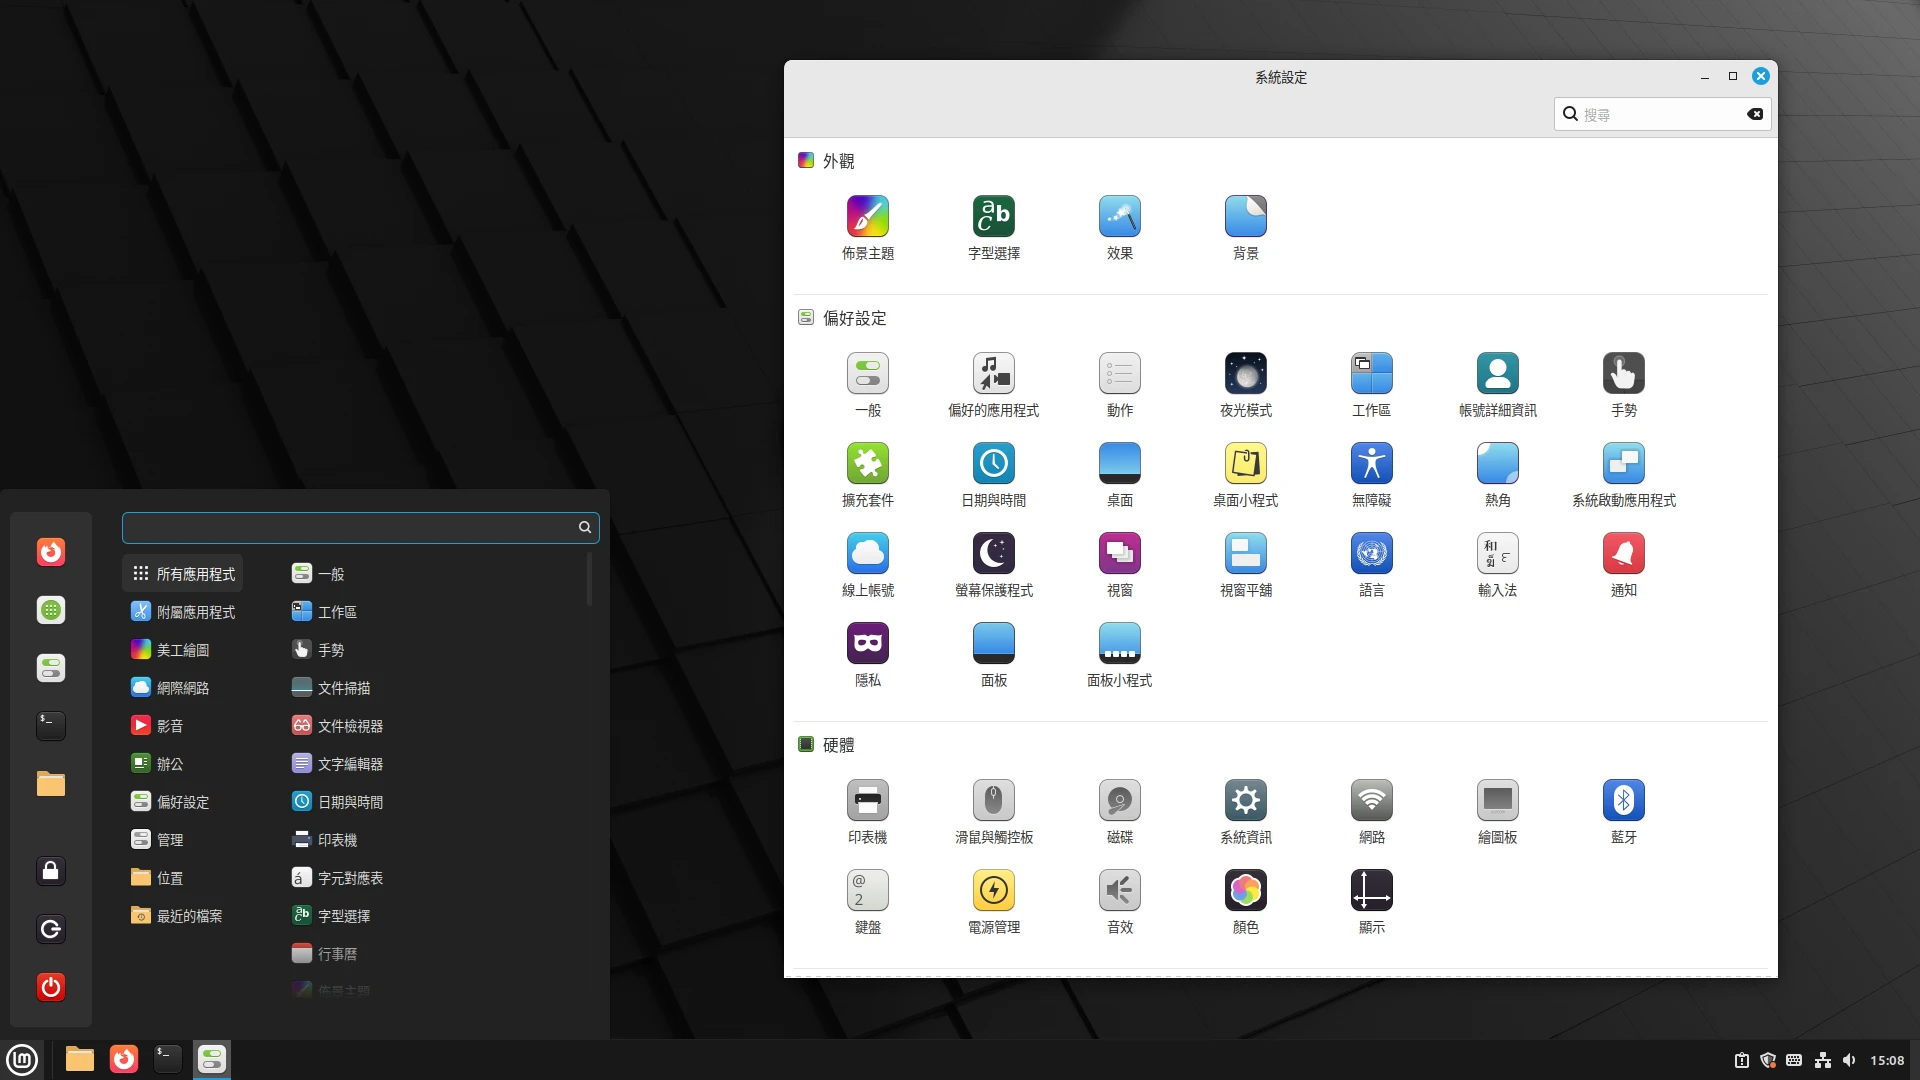 系統設定
搜尋
外觀
佈景主題 字型選擇 效果 背景
偏好設定
一般 偏好的應用程式 動作 夜光模式 工作區 帳號詳細資訊 手勢
擴充套件 日期與時間 桌面 桌面小程式 無障礙 熱角 系統啟動應用程式
線上帳號 螢幕保護程式 視窗 視窗平舖 語言 輸入法 通知
隱私 面板 面板小程式
硬體
印表機 滑鼠與觸控板 磁碟 系統資訊 網路 繪圖板 藍牙
鍵盤 電源管理 音效 顏色 顯示
所有應用程式
附屬應用程式
美工繪圖
網際網路
影音
辦公
偏好設定
管理
位置
最近的檔案
一般
工作區
手勢
文件掃描
文件檢視器
文字編輯器
日期與時間
印表機
字元對應表
字型選擇
行事曆
佈景主題
15:08